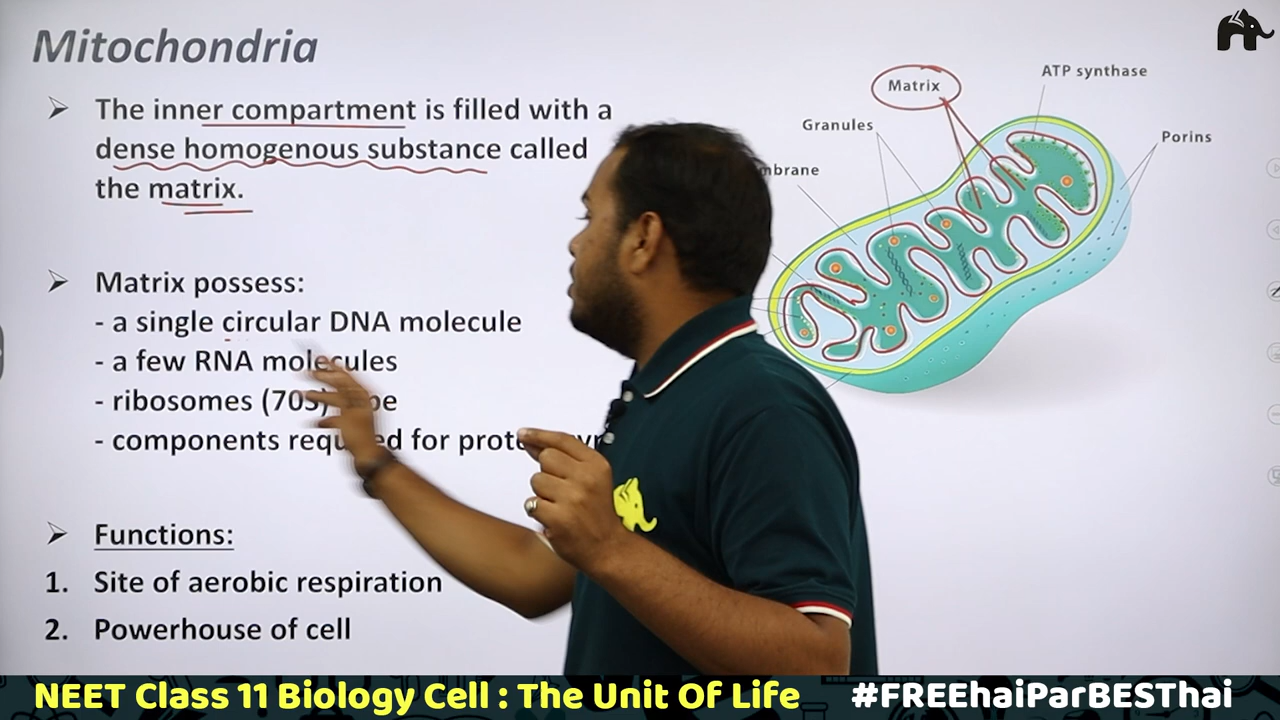 Mitochondria
The inner compartment is filled with a
dense homogenous substance called
the matrix.
Matrix possess:
- a single circular DNA molecule
- a few RNA molecules
- ribosomes (70S)
- components required for
Functions:
1. Site of aerobic respiration
2. Powerhouse of cell
ATP synthase
Matrix
Granules
Porins
NEET Class 11 Biology Cell : The Unit Of Life #FREEhaiParBESThai